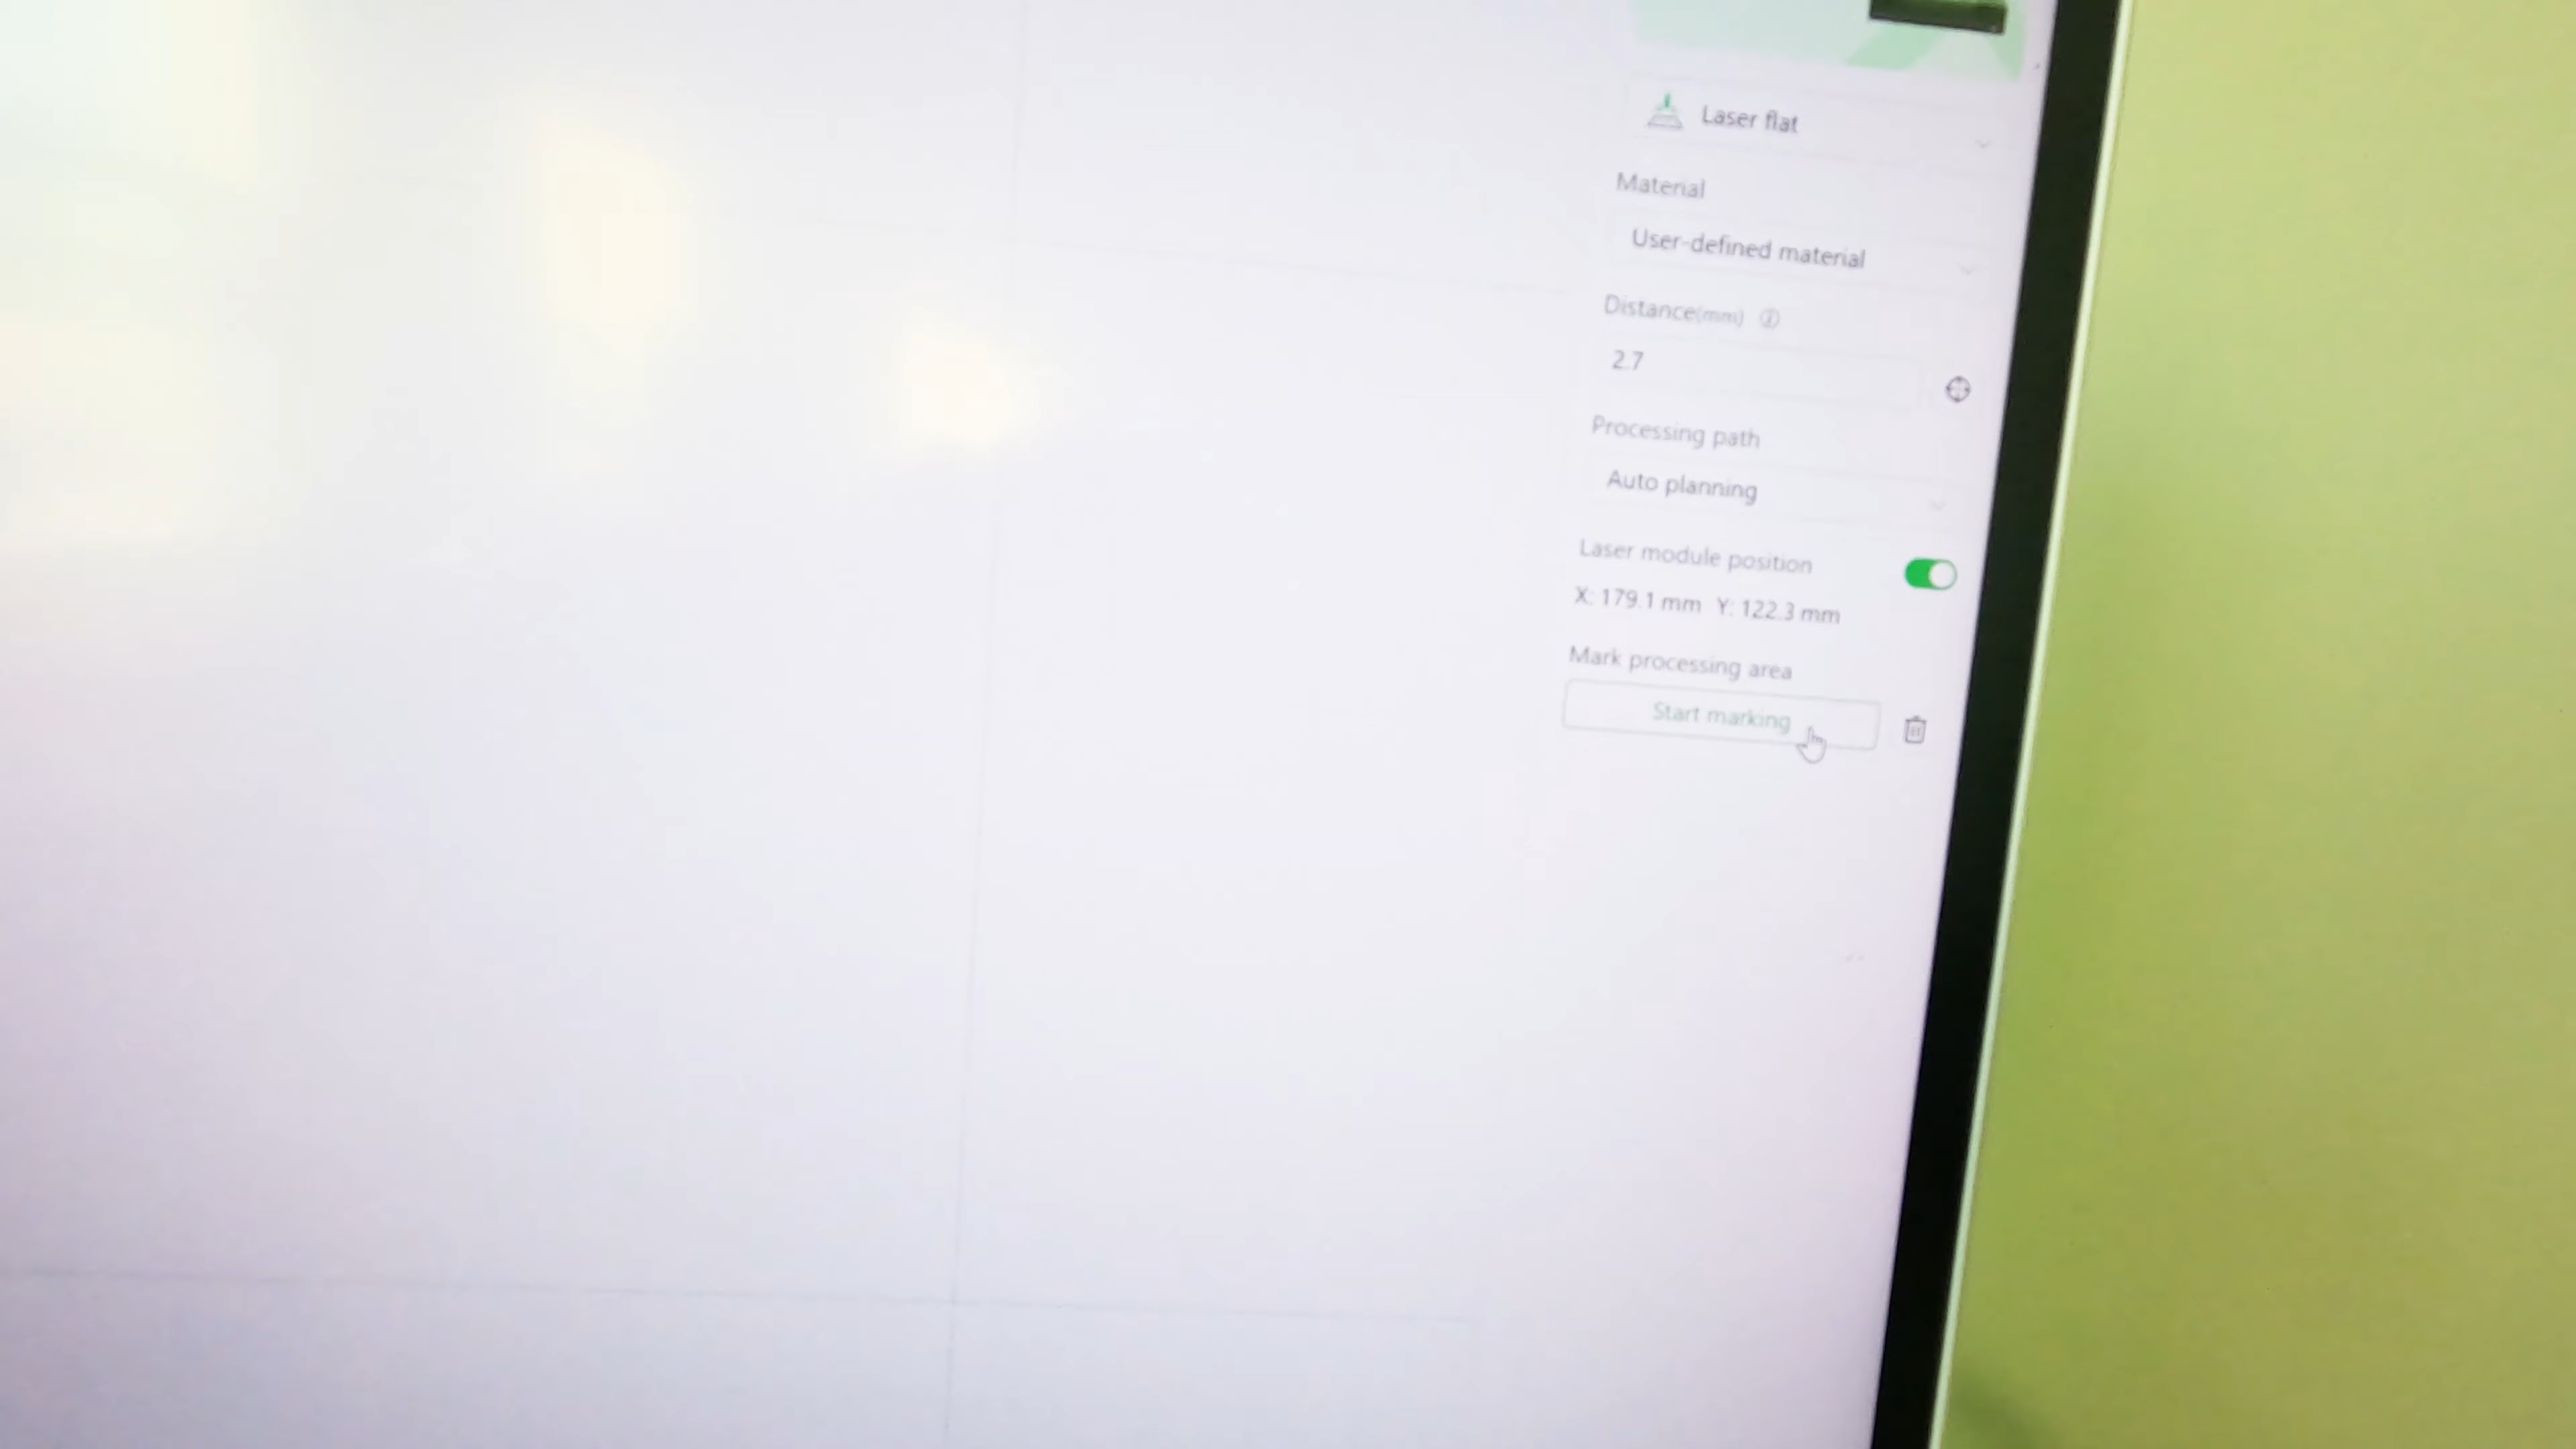 Laser flat
Material
User-defined material
Distance(mm)
2.7
Processing path
Auto planning
Laser module position
X: 179.1 mm Y: 122.3 mm
Mark processing area
Start marking